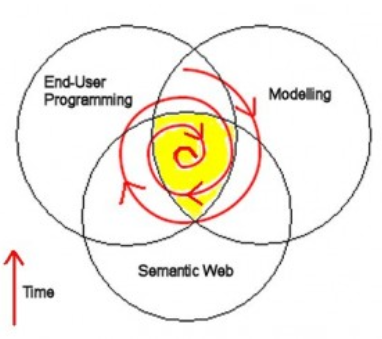 End-User
Programming
Modelling
Semantic Web
Time